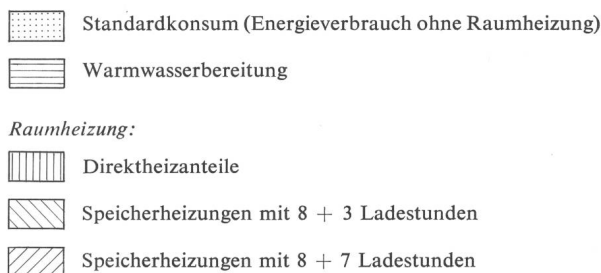 Standardkonsum (Energieverbrauch ohne Raumheizung)
Warmwasserbereitung
Raumheizung:
Direktheizanteile
Speicherheizungen mit 8 + 3 Ladestunden
Speicherheizungen mit 8 + 7 Ladestunden